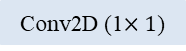 Conv2D (1× 1)